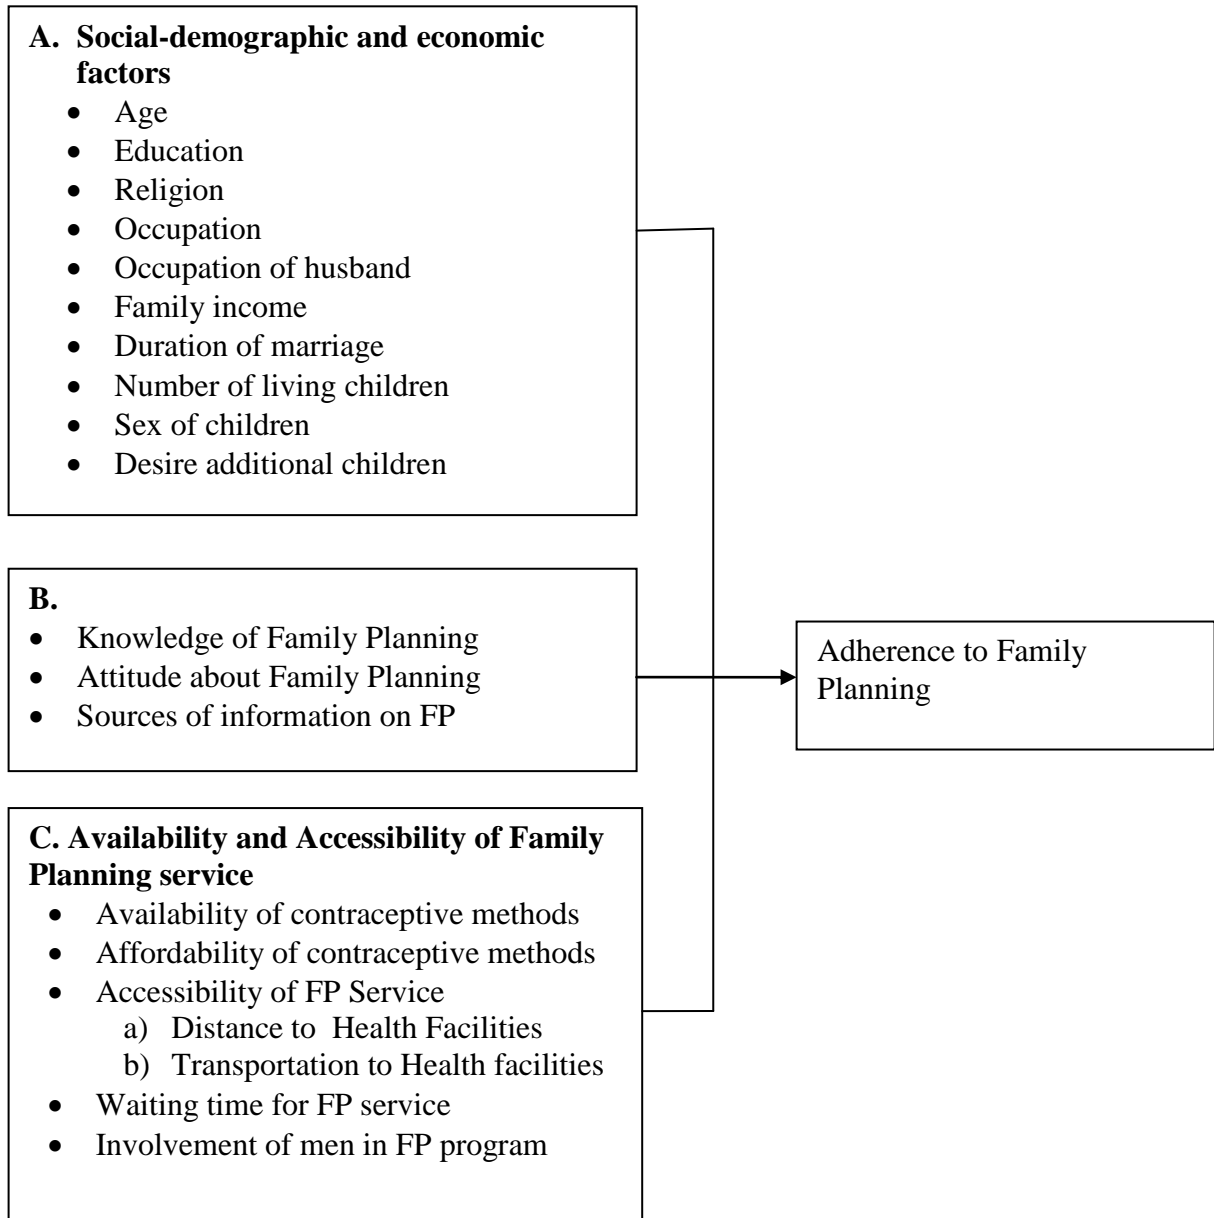 A. Social-demographic and economic
factors
• Age
• Education
• Religion
• Occupation
• Occupation of husband
• Family income
• Duration of marriage
• Number of living children
• Sex of children
• Desire additional children
B.
• Knowledge of Family Planning
• Attitude about Family Planning
• Sources of information on FP
Adherence to Family
Planning
C. Availability and Accessibility of Family
Planning service
• Availability of contraceptive methods
• Affordability of contraceptive methods
• Accessibility of FP Service
a) Distance to Health Facilities
b) Transportation to Health facilities
• Waiting time for FP service
• Involvement of men in FP program